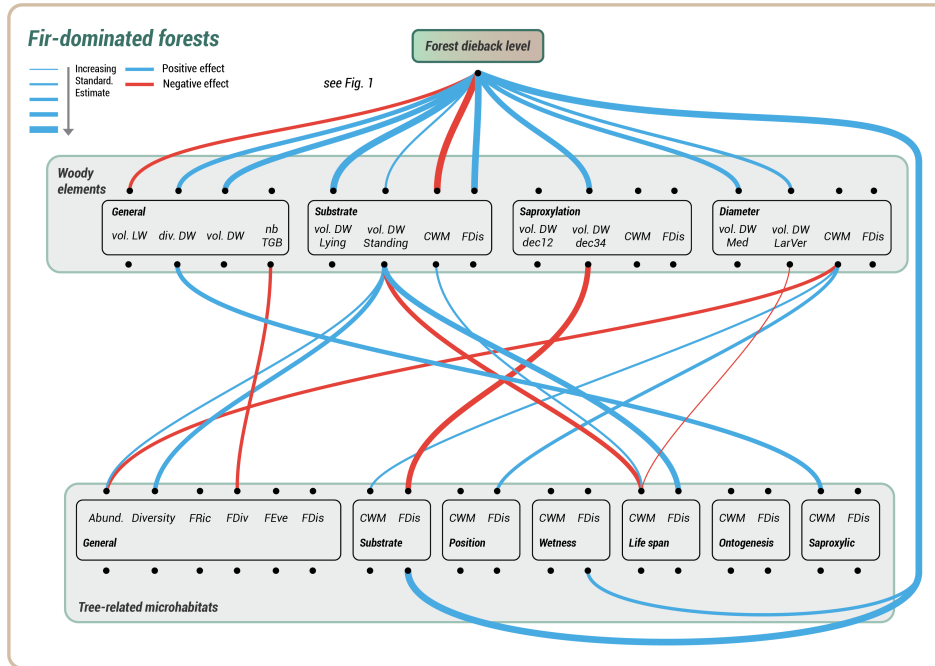 Fir-dominated forests
Forest dieback level
Increasing
Standard.
Estimate
Positive effect
Negative effect
see Fig. 1
Woody
elements
General
vol. LW
div. DW
vol. DW
nb
TGB
Substrate
vol. DW
Lying
vol. DW
Standing
CWM
FDis
Saproxylation
vol. DW
dec12
vol. DW
dec34
CWM
FDis
Diameter
vol. DW
Med
vol. DW
LarVer
CWM
FDis
Abund.
Diversity
FRic
FDiv
FEve
FDis
General
CWM
FDis
Substrate
CWM
FDis
Position
CWM
FDis
Wetness
CWM
FDis
Life span
CWM
FDis
Ontogenesis
CWM
FDis
Saproxylic
Tree-related microhabitats